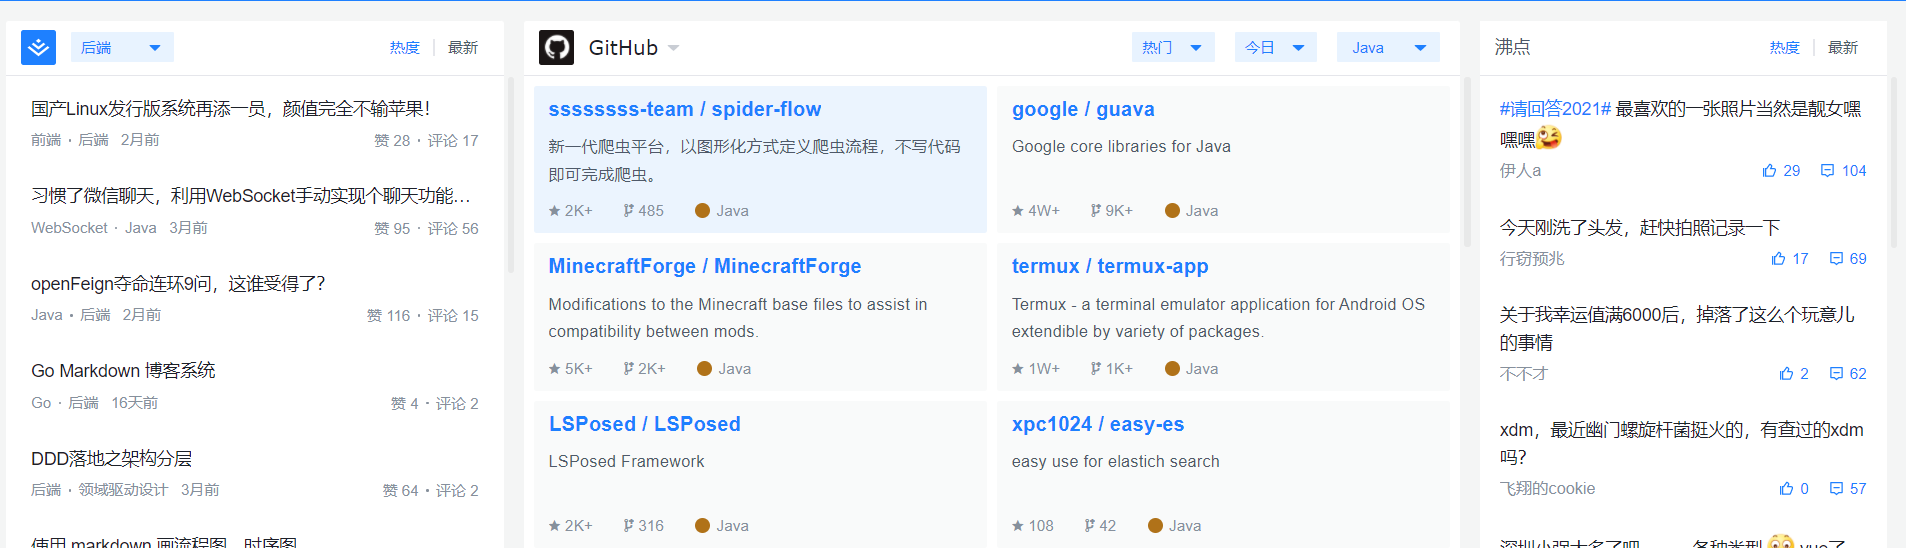 后端
热度
最新
国产Linux发行版系统再添一员，颜值完全不输苹果！
前端 · 后端 2月前
赞 28 · 评论 17
习惯了微信聊天，利用WebSocket手动实现个聊天功能...
WebSocket · Java 3月前
赞 95 · 评论 56
openFeign夺命连环9问，这谁受得了？
Java · 后端 2月前
赞 116 · 评论 15
Go Markdown 博客系统
Go · 后端 16天前
赞 4 · 评论 2
DDD落地之架构分层
后端 · 领域驱动设计 3月前
赞 64 · 评论 2
使用 markdown 画流程图、时序图
GitHub
热门
今日
Java
ssssssss-team / spider-flow
新一代爬虫平台，以图形化方式定义爬虫流程，不写代码
即可完成爬虫。
2K+ 485 Java
google / guava
Google core libraries for Java
4W+ 9K+ Java
MinecraftForge / MinecraftForge
Modifications to the Minecraft base files to assist in
compatibility between mods.
5K+ 2K+ Java
termux / termux-app
Termux - a terminal emulator application for Android OS
extendible by variety of packages.
1W+ 1K+ Java
LSPosed / LSPosed
LSPosed Framework
2K+ 316 Java
xpc1024 / easy-es
easy use for elastich search
108 42 Java
沸点
热度
最新
#请回答2021# 最喜欢的一张照片当然是靓女嘿
嘿嘿
伊人a
29 104
今天刚洗了头发，赶快拍照记录一下
行窃预兆
17 69
关于我幸运值满6000后，掉落了这么个玩意儿
的事情
不不才
2 62
xdm，最近幽门螺旋杆菌挺火的，有查过的xdm
吗？
飞翔的cookie
0 57